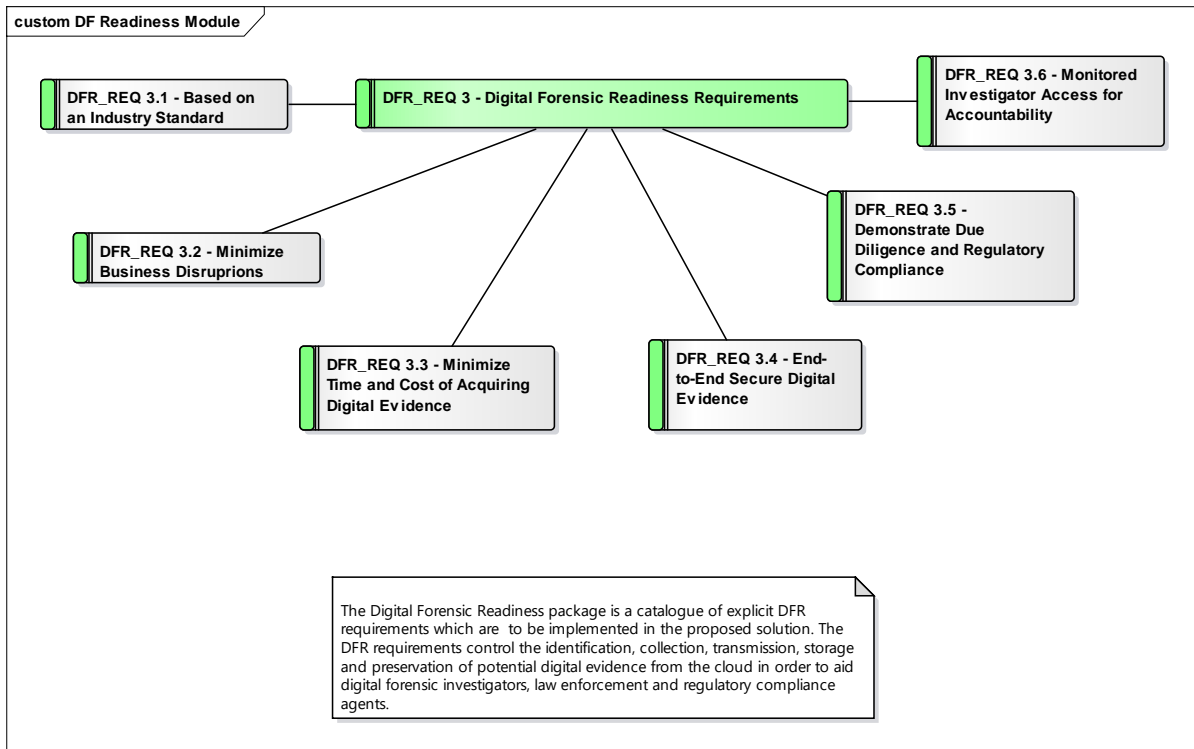 custom DF Readiness Module
DFR_REQ 3.1 - Based on
an Industry Standard
DFR_REQ 3 - Digital Forensic Readiness Requirements
DFR_REQ 3.6 - Monitored
Investigator Access for
Accountability
DFR_REQ 3.2 - Minimize
Business Disruprions
DFR_REQ 3.5 -
Demonstrate Due
Diligence and Regulatory
Compliance
DFR_REQ 3.3 - Minimize
Time and Cost of Acquiring
Digital Evidence
DFR_REQ 3.4 - End-
to-End Secure Digital
Evidence
The Digital Forensic Readiness package is a catalogue of explicit DFR
requirements which are  to be implemented in the proposed solution. The
DFR requirements control the identification, collection, transmission, storage
and preservation of potential digital evidence from the cloud in order to aid
digital forensic investigators, law enforcement and regulatory compliance
agents.